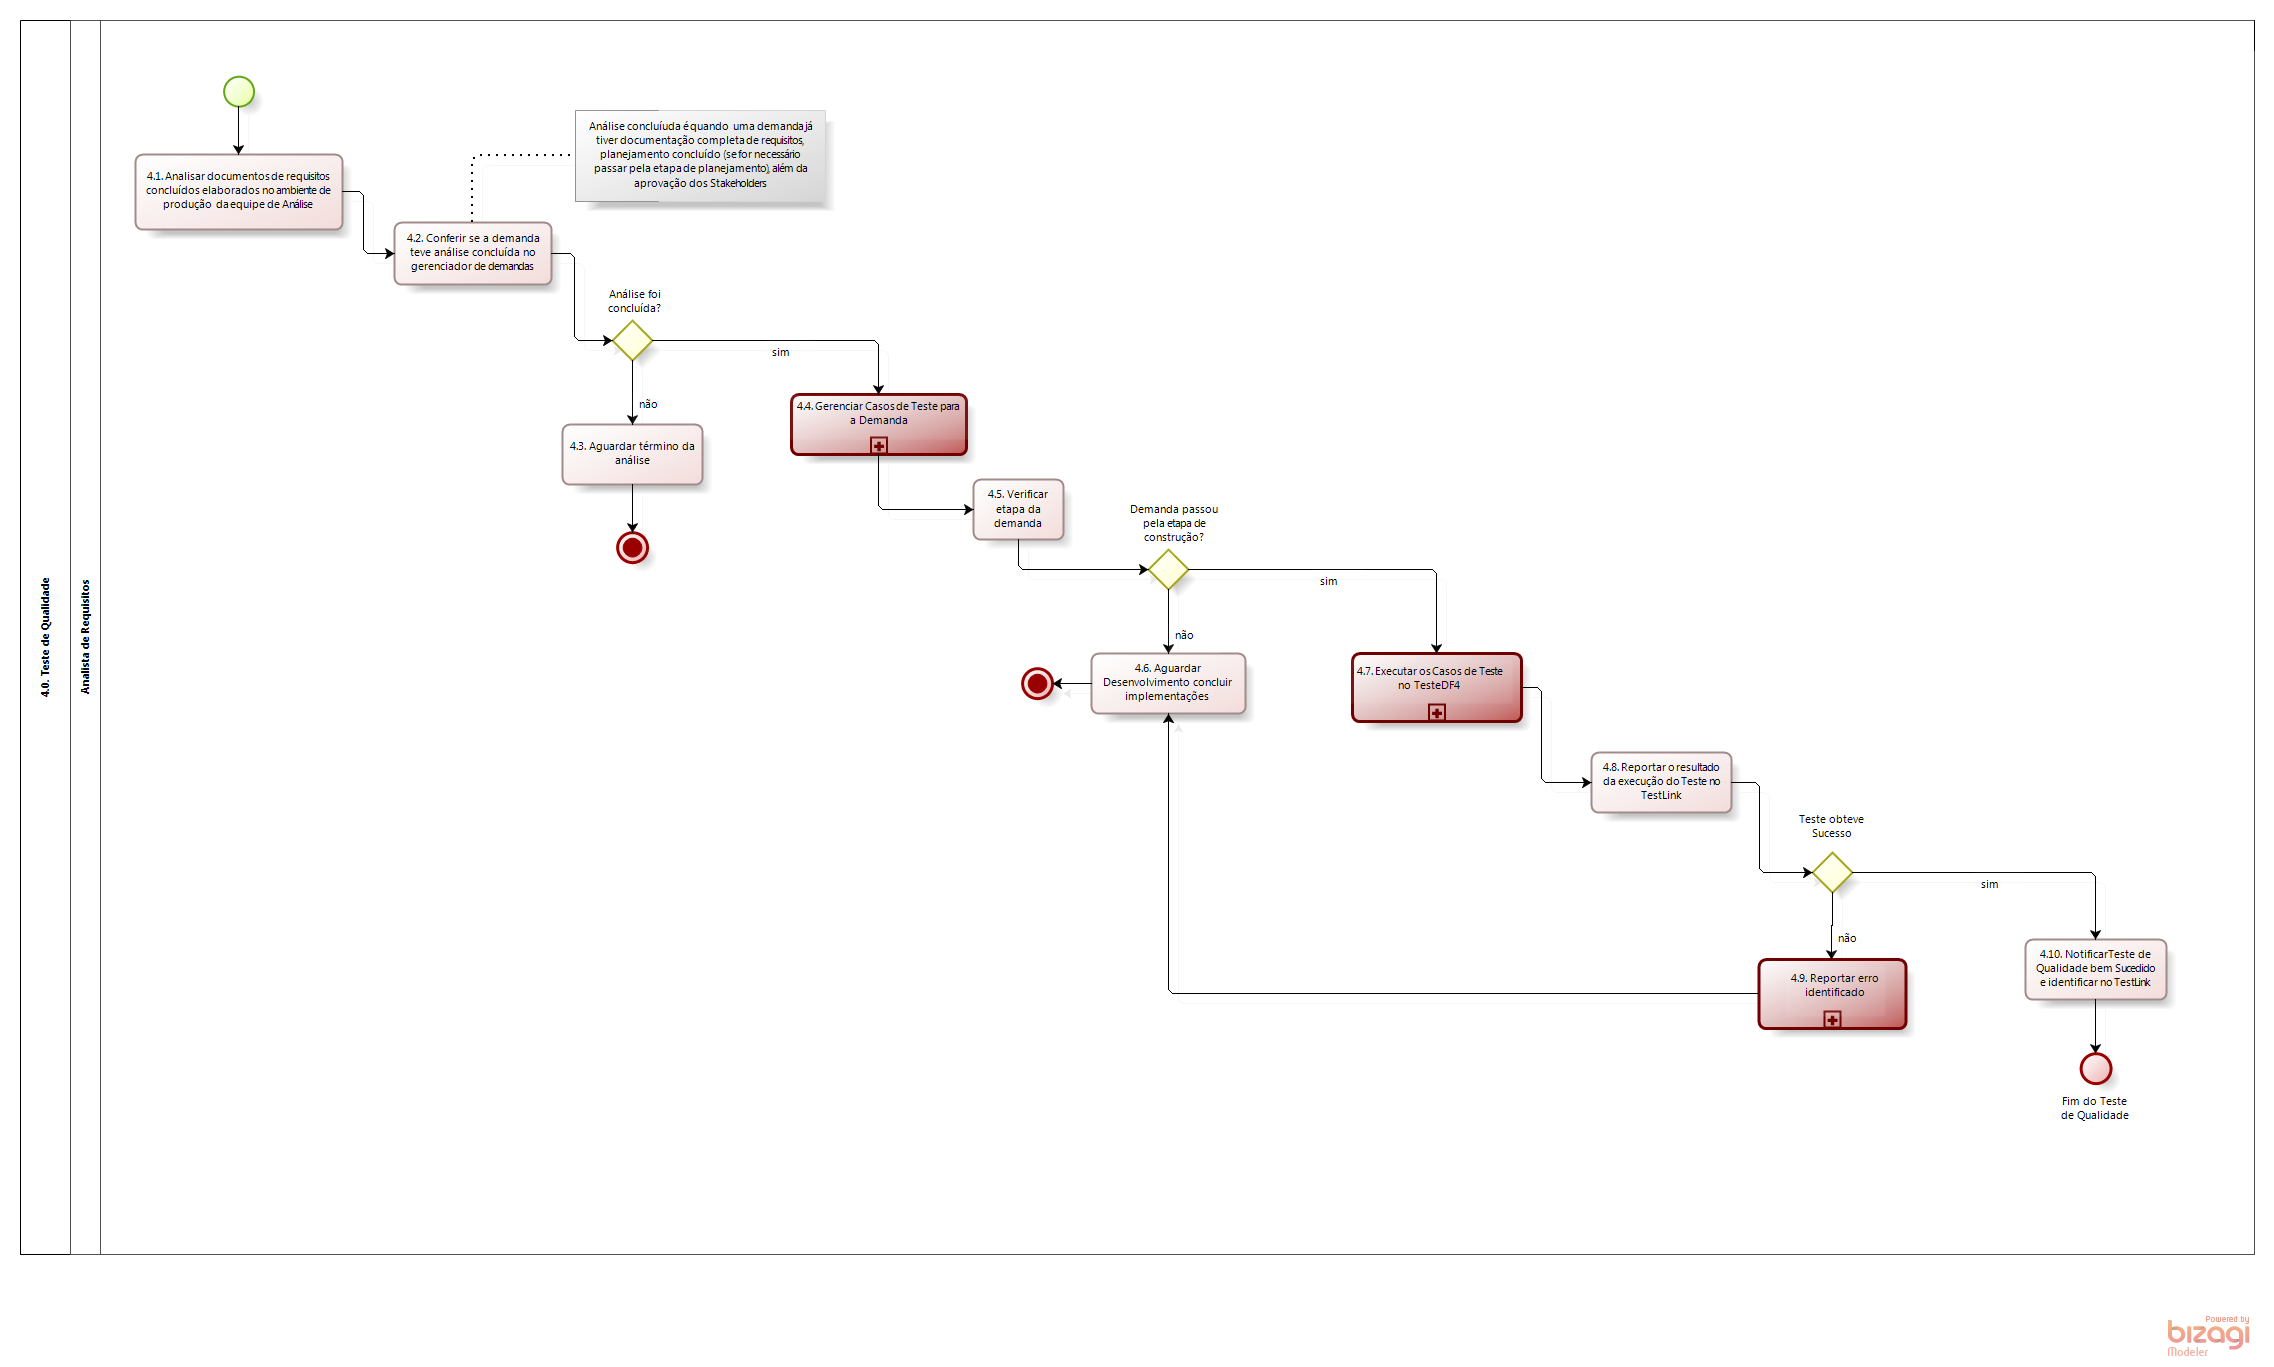 4.0. Teste de Qualidade
Analista de Requisitos
4.1. Analisar documentos de requisitos
concluídos elaborados no ambiente de
produção da equipe de Análise
Análise concluíuda é quando uma demanda já
tiver documentação completa de requisitos,
planejamento concluído (se for necessário
passar pela etapa de planejamento), além da
aprovação dos Stakeholders
4.2. Conferir se a demanda
teve análise concluída no
gerenciador de demandas
Análise foi
concluída?
sim
não
4.3. Aguardar término da
análise
4.4. Gerenciar Casos de Teste para
a Demanda
4.5. Verificar
etapa da
demanda
Demanda passou
pela etapa de
construção?
sim
não
4.6. Aguardar
Desenvolvimento concluir
implementações
4.7. Executar os Casos de Teste
no TesteDF4
4.8. Reportar o resultado
da execução do Teste no
TestLink
Teste obteve
Sucesso
sim
não
4.9. Reportar erro
identificado
4.10. Notificar Teste de
Qualidade bem Sucedido
e identificar no TestLink
Fim do Teste
de Qualidade
Powered by
bizagi
Modeler